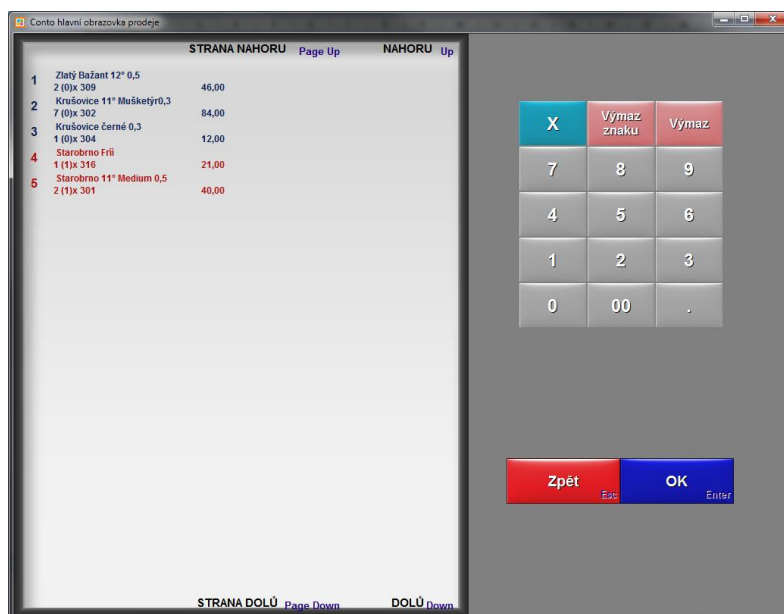 Conto hlavní obrazovka prodeje
STRANA NAHORU Page Up NAHORU Up
1 Zlatý Bažant 12° 0,5
2 (0)x 309 46,00
2 Krušovice 11° Mušketýr0,3
7 (0)x 302 84,00
3 Krušovice černé 0,3
1 (0)x 304 12,00
4 Starobrno Frii
1 (1)x 316 21,00
5 Starobrno 11° Medium 0,5
2 (1)x 301 40,00
STRANA DOLŮ Page Down DOLŮ Down
X Výmaz znaku Výmaz
7 8 9
4 5 6
1 2 3
0 00 .
Zpět Esc OK Enter